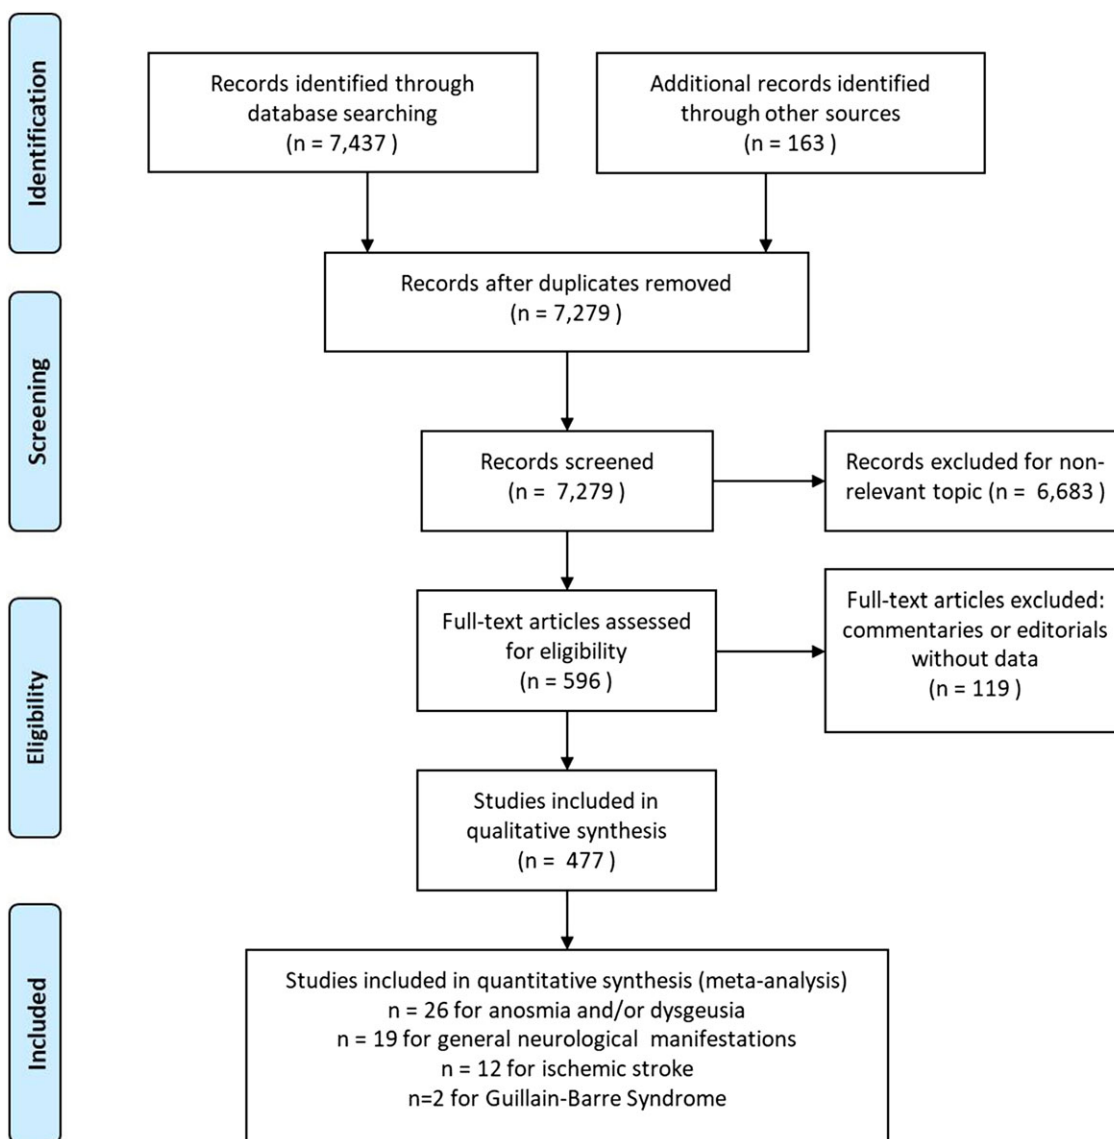 Identification
Records identified through
database searching
(n = 7,437 )
Additional records identified
through other sources
(n = 163 )
Records after duplicates removed
(n = 7,279 )
Screening
Records screened
(n = 7,279 )
Records excluded for non-
relevant topic (n = 6,683 )
Eligibility
Full-text articles assessed
for eligibility
(n = 596 )
Full-text articles excluded:
commentaries or editorials
without data
(n = 119 )
Studies included in
qualitative synthesis
(n = 477 )
Included
Studies included in quantitative synthesis (meta-analysis)
n = 26 for anosmia and/or dysgeusia
n = 19 for general neurological manifestations
n = 12 for ischemic stroke
n=2 for Guillain-Barre Syndrome